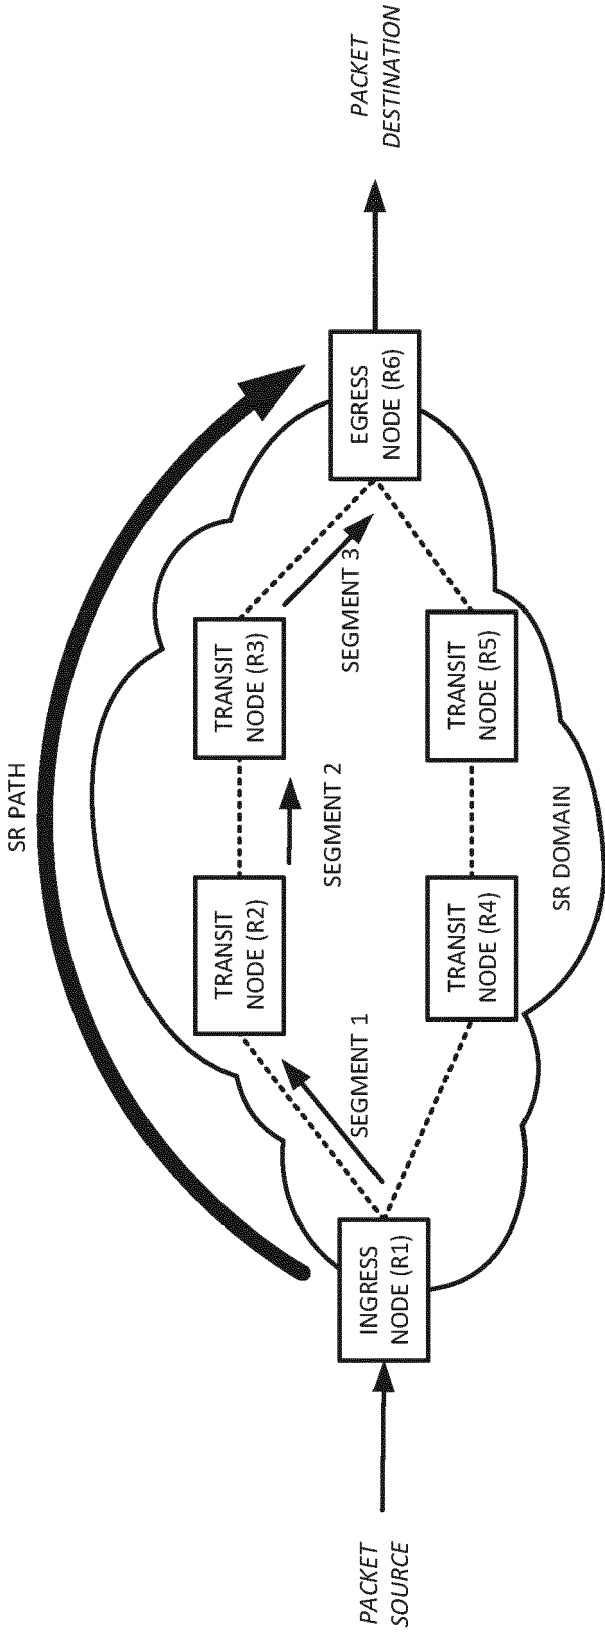 SR PATH
TRANSIT
NODE (R2)
TRANSIT
NODE (R3)
SEGMENT 1
SEGMENT 2
SEGMENT 3
PACKET
SOURCE
INGRESS
NODE (R1)
EGRESS
NODE (R6)
PACKET
DESTINATION
TRANSIT
NODE (R4)
TRANSIT
NODE (R5)
SR DOMAIN